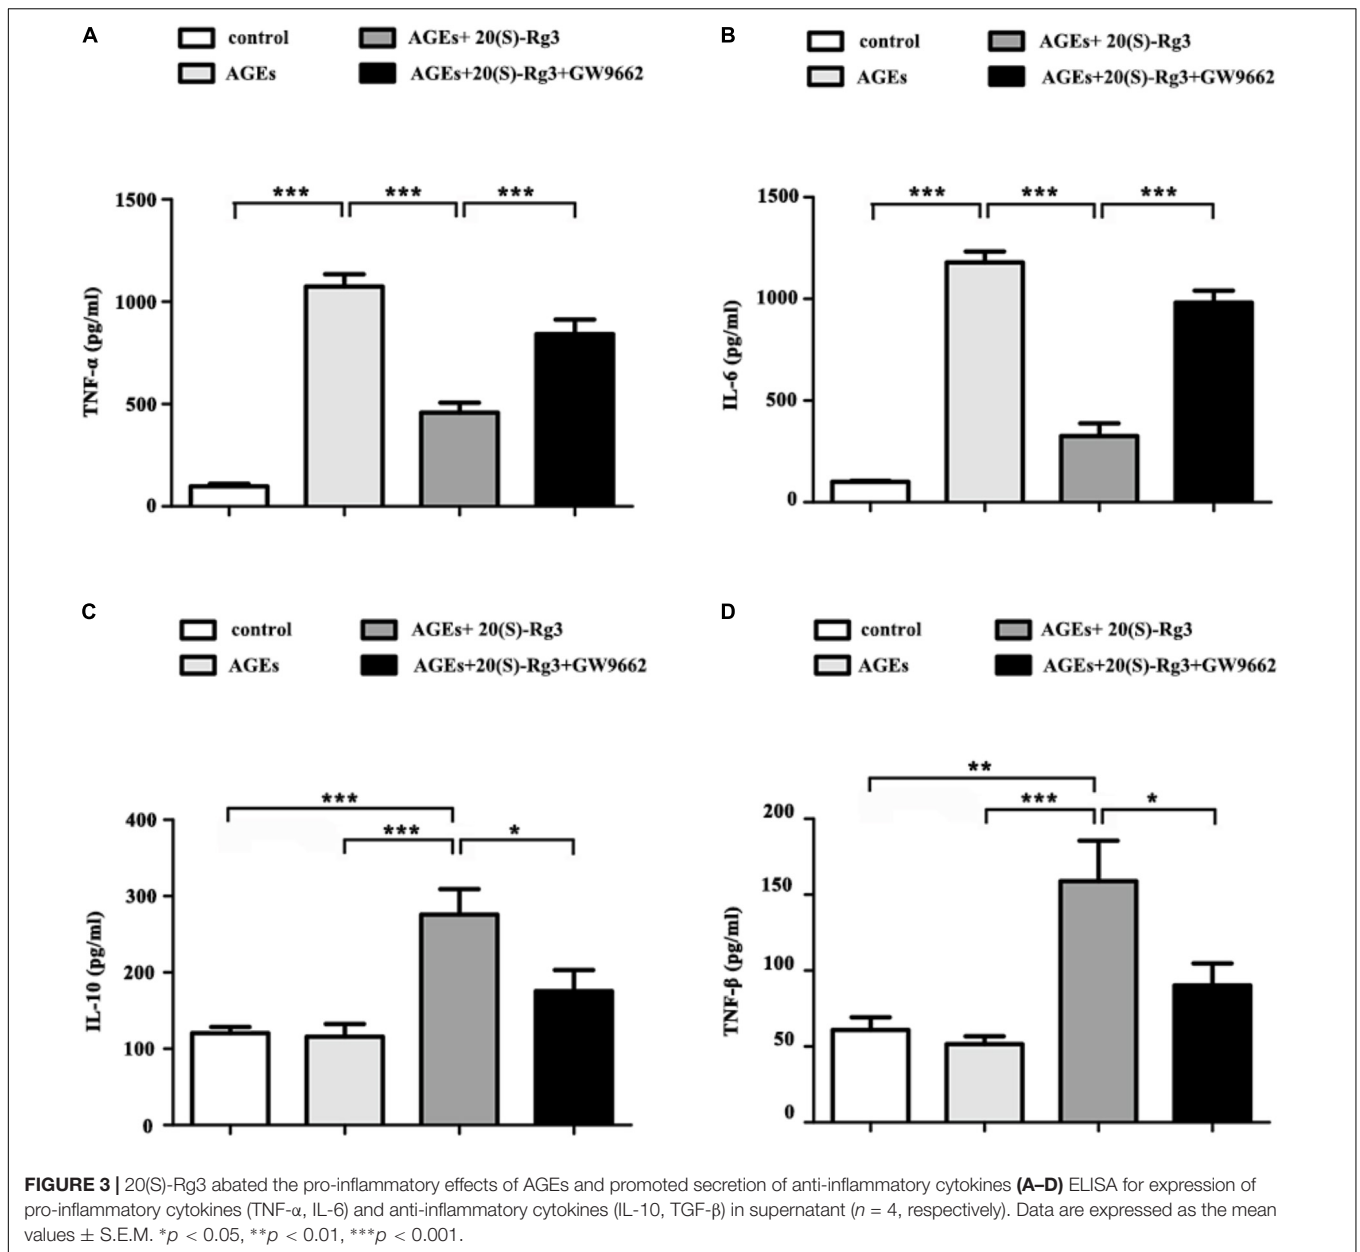 A
control
AGEs+ 20(S)-Rg3
AGEs
AGEs+20(S)-Rg3+GW9662
*** *** ***
1500
1000
500
0
TNF-α (pg/ml)
B
control
AGEs+ 20(S)-Rg3
AGEs
AGEs+20(S)-Rg3+GW9662
*** *** ***
1500
1000
500
0
IL-6 (pg/ml)
C
control
AGEs+ 20(S)-Rg3
AGEs
AGEs+20(S)-Rg3+GW9662
***
*** *
400
300
200
100
0
IL-10 (pg/ml)
D
control
AGEs+ 20(S)-Rg3
AGEs
AGEs+20(S)-Rg3+GW9662
**
*** *
200
150
100
50
0
TNF-β (pg/ml)
FIGURE 3 | 20(S)-Rg3 abated the pro-inflammatory effects of AGEs and promoted secretion of anti-inflammatory cytokines (A–D) ELISA for expression of
pro-inflammatory cytokines (TNF-α, IL-6) and anti-inflammatory cytokines (IL-10, TGF-β) in supernatant (n = 4, respectively). Data are expressed as the mean
values ± S.E.M. *p < 0.05, **p < 0.01, ***p < 0.001.